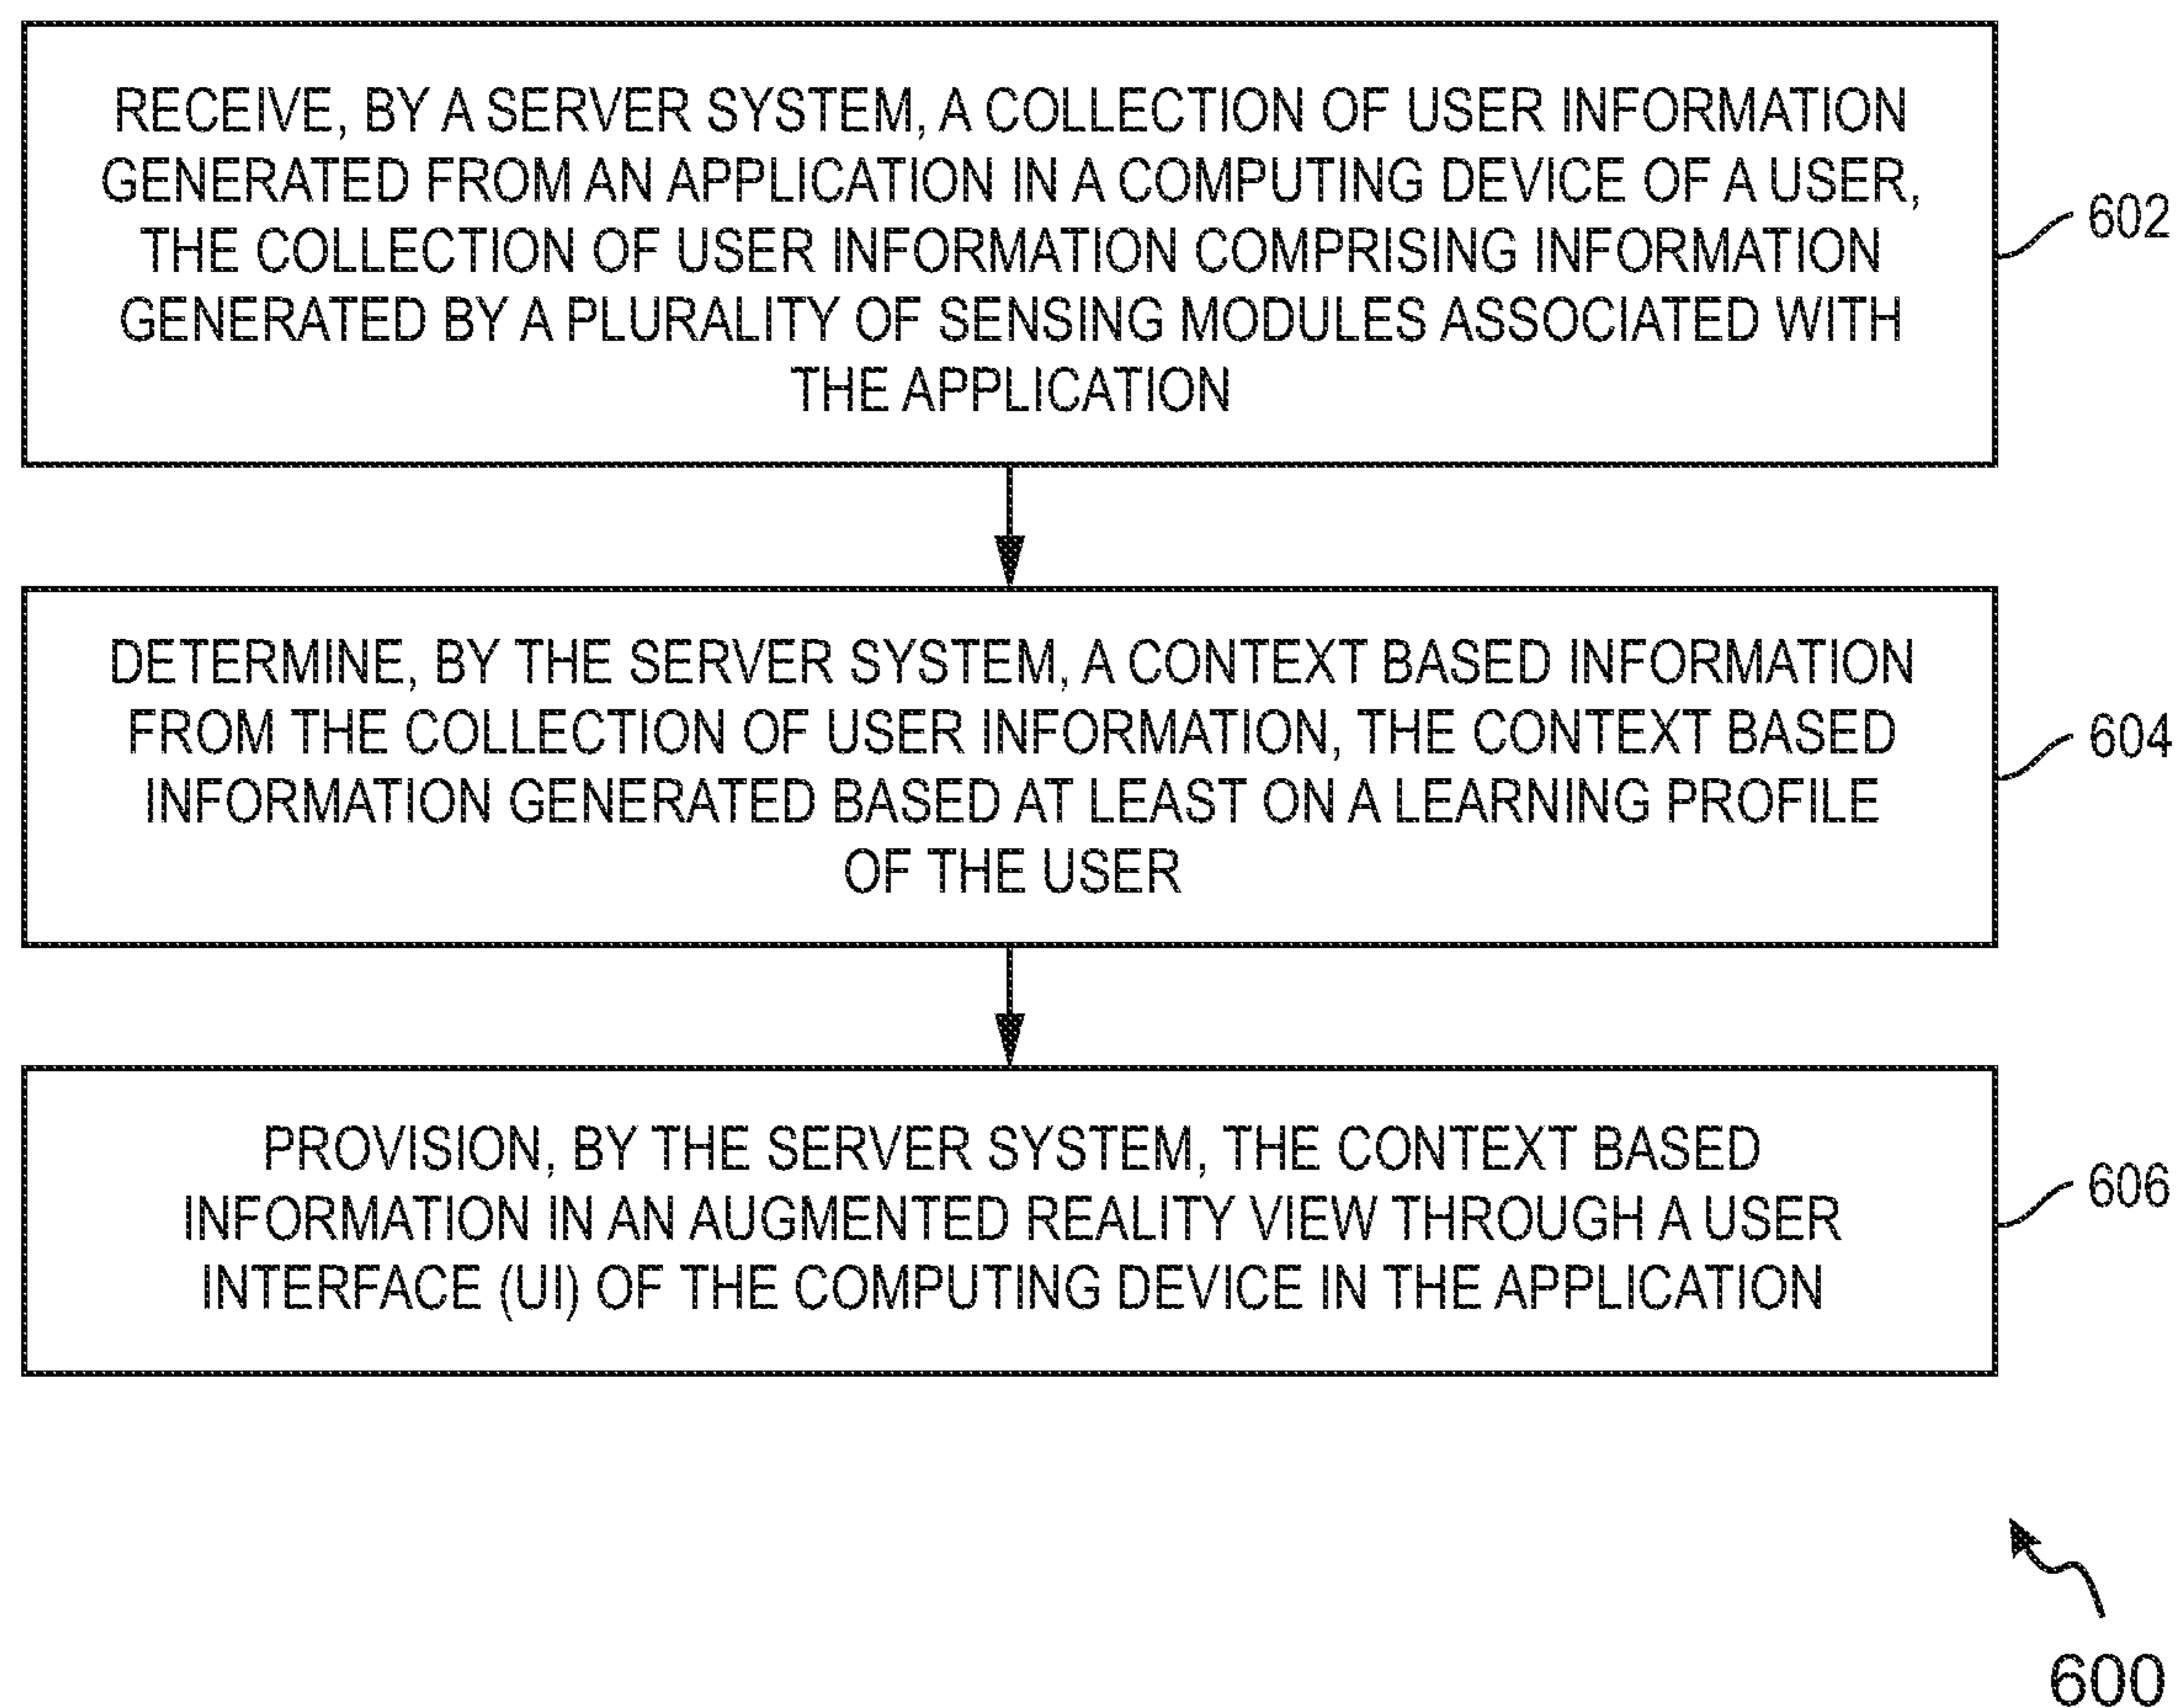 RECEIVE, BY A SERVER SYSTEM, A COLLECTION OF USER INFORMATION
GENERATED FROM AN APPLICATION IN A COMPUTING DEVICE OF A USER,
THE COLLECTION OF USER INFORMATION COMPRISING INFORMATION
GENERATED BY A PLURALITY OF SENSING MODULES ASSOCIATED WITH
THE APPLICATION
602
DETERMINE, BY THE SERVER SYSTEM, A CONTEXT BASED INFORMATION
FROM THE COLLECTION OF USER INFORMATION, THE CONTEXT BASED
INFORMATION GENERATED BASED AT LEAST ON A LEARNING PROFILE
OF THE USER
604
PROVISION, BY THE SERVER SYSTEM, THE CONTEXT BASED
INFORMATION IN AN AUGMENTED REALITY VIEW THROUGH A USER
INTERFACE (UI) OF THE COMPUTING DEVICE IN THE APPLICATION
606
600